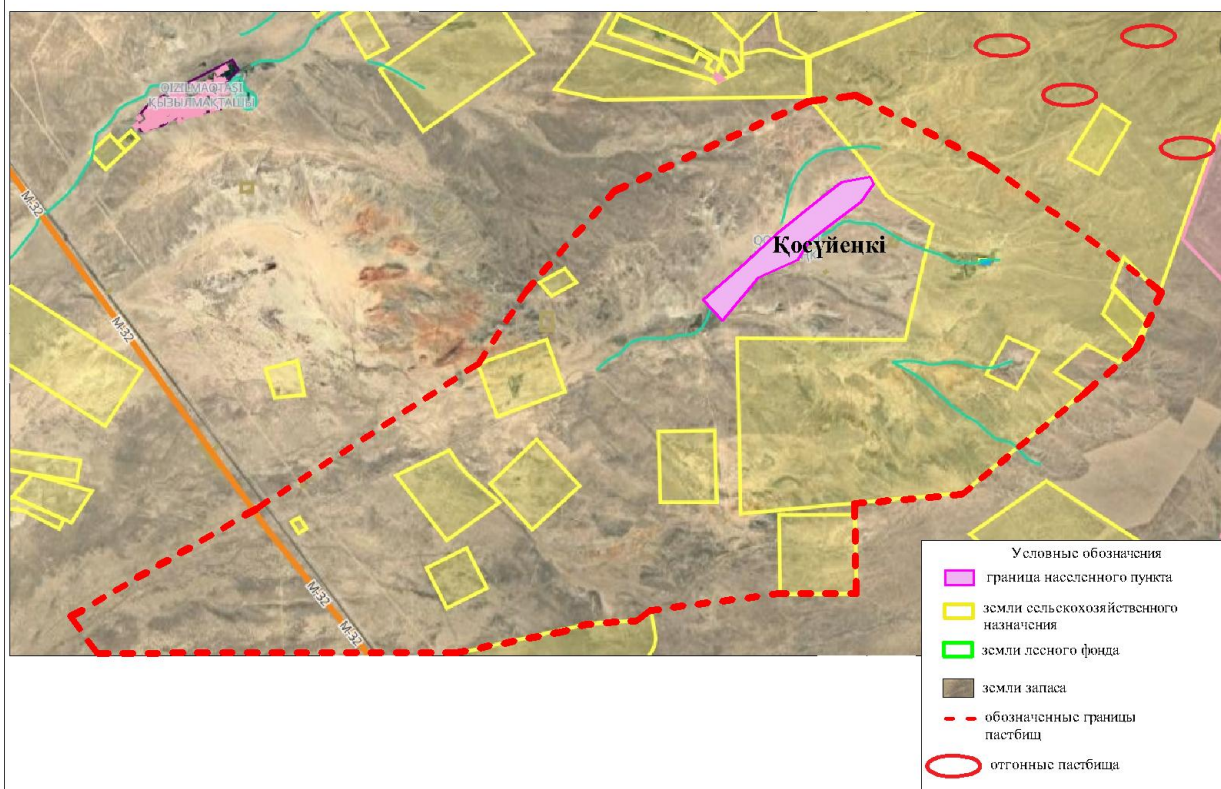 QIZILMAQTASI
ҚЫЗЫЛМАҚТАШЫ
M-32
M-32
M-32
M-32
Қосүйеңкі
Условные обозначения
граница населенного пункта
земли сельскохозяйственного
назначения
земли лесного фонда
земли запаса
обозначенные границы
пастбищ
отгонные пастбища